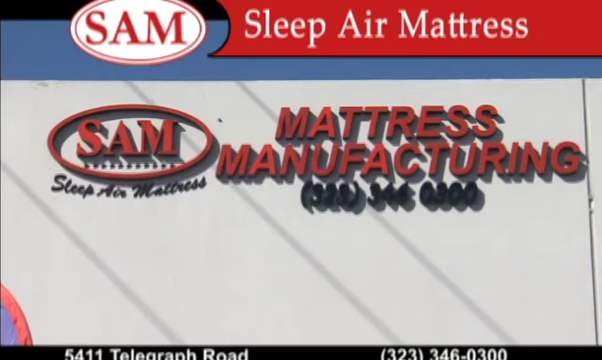 SAM Sleep Air Mattress
SAM
Sleep Air Mattress
MATTRESS
MANUFACTURING
(323) 346 0300
5411 Telegraph Road (323) 346-0300